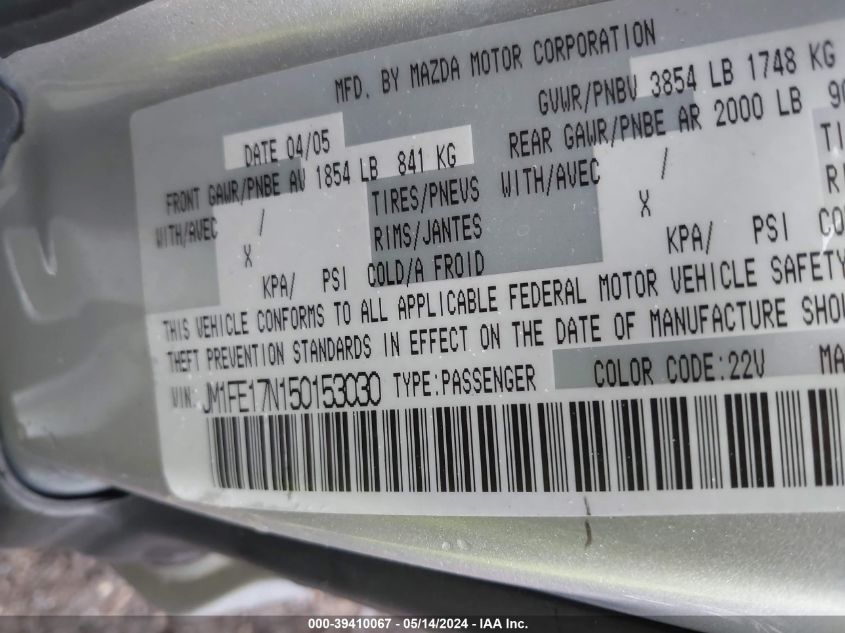 MFD. BY MAZDA MOTOR CORPORATION
DATE 04/05
GVWR/PNBV 3854 LB 1748 KG
FRONT GAWR/PNBE AV 1854 LB 841 KG
REAR GAWR/PNBE AR 2000 LB
WITH/AVEC / TIRES/PNEVS
WITH/AVEC /
X RIMS/JANTES
X
KPA/ PSI COLD/A FROID
KPA/ PSI
THIS VEHICLE CONFORMS TO ALL APPLICABLE FEDERAL MOTOR VEHICLE SAFETY
THEFT PREVENTION STANDARDS IN EFFECT ON THE DATE OF MANUFACTURE
VIN: JM1FE17N150153030 TYPE:PASSENGER COLOR CODE:22V
000-39410067 - 05/14/2024 - IAA Inc.